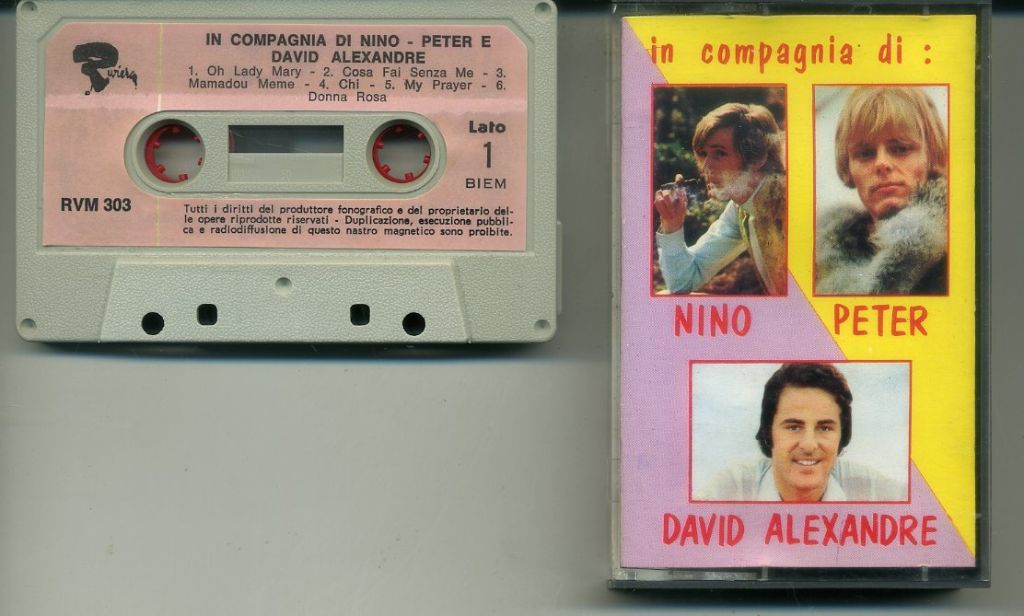 Riviera
IN COMPAGNIA DI NINO - PETER E
DAVID ALEXANDRE
1. Oh Lady Mary - 2. Cosa Fai Senza Me - 3.
Mamadou Meme - 4. Chi - 5. My Prayer - 6.
Donna Rosa
Lato
1
BIEM
RVM 303
Tutti i diritti del produttore fonografico e del proprietario del-
le opere riprodotte riservati - Duplicazione, esecuzione pubbli-
ca e radiodiffusione di questo nastro magnetico sono proibite.
in compagnia di :
NINO
PETER
DAVID ALEXANDRE